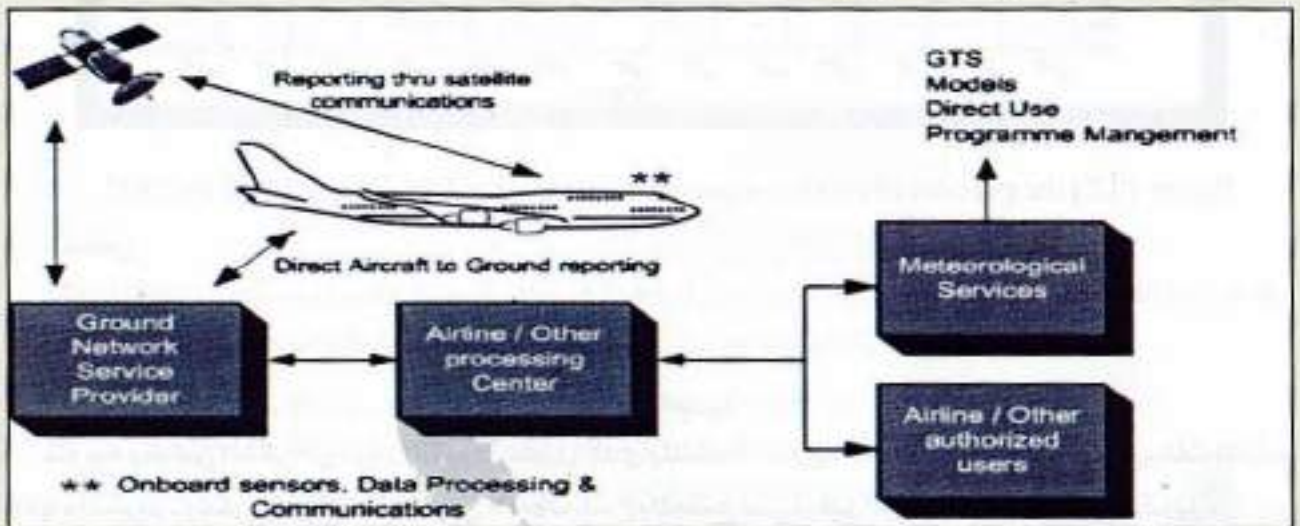 Reporting thru satellite
communications
GTS
Models
Direct Use
Programme Mangement
**
Direct Aircraft to Ground reporting
Ground
Network
Service
Provider
Airline / Other
processing
Center
Meteorological
Services
Airline / Other
authorized
users
** Onboard sensors, Data Processing &
Communications